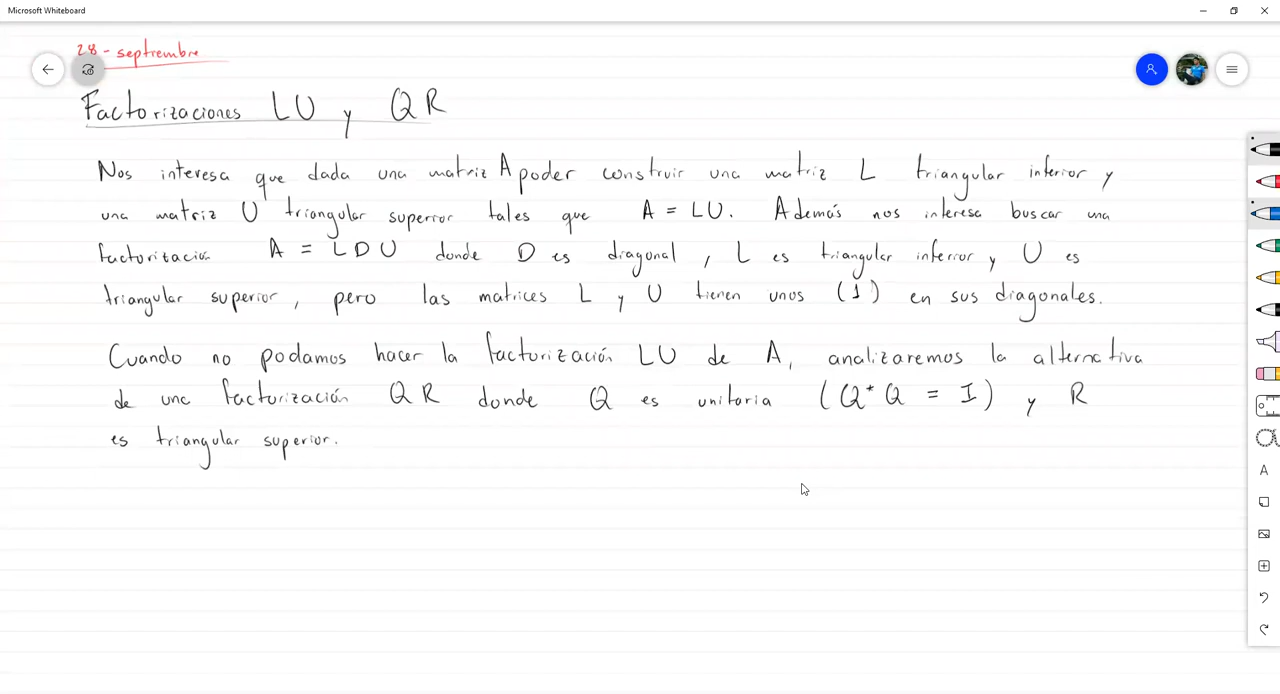 Microsoft Whiteboard
28 - septiembre
Factorizaciones LU y QR
Nos interesa que dada una matriz A poder construir una matriz L triangular inferior y
una matriz U triangular superior tales que A = LU. Además nos interesa buscar una
factorización A = LDU donde D es diagonal, L es triangular inferior y U es
triangular superior, pero las matrices L y U tienen unos (1) en sus diagonales.
Cuando no podamos hacer la factorización LU de A, analizaremos la alternativa
de una factorización QR donde Q es unitaria (Q* Q = I) y R
es triangular superior.
A